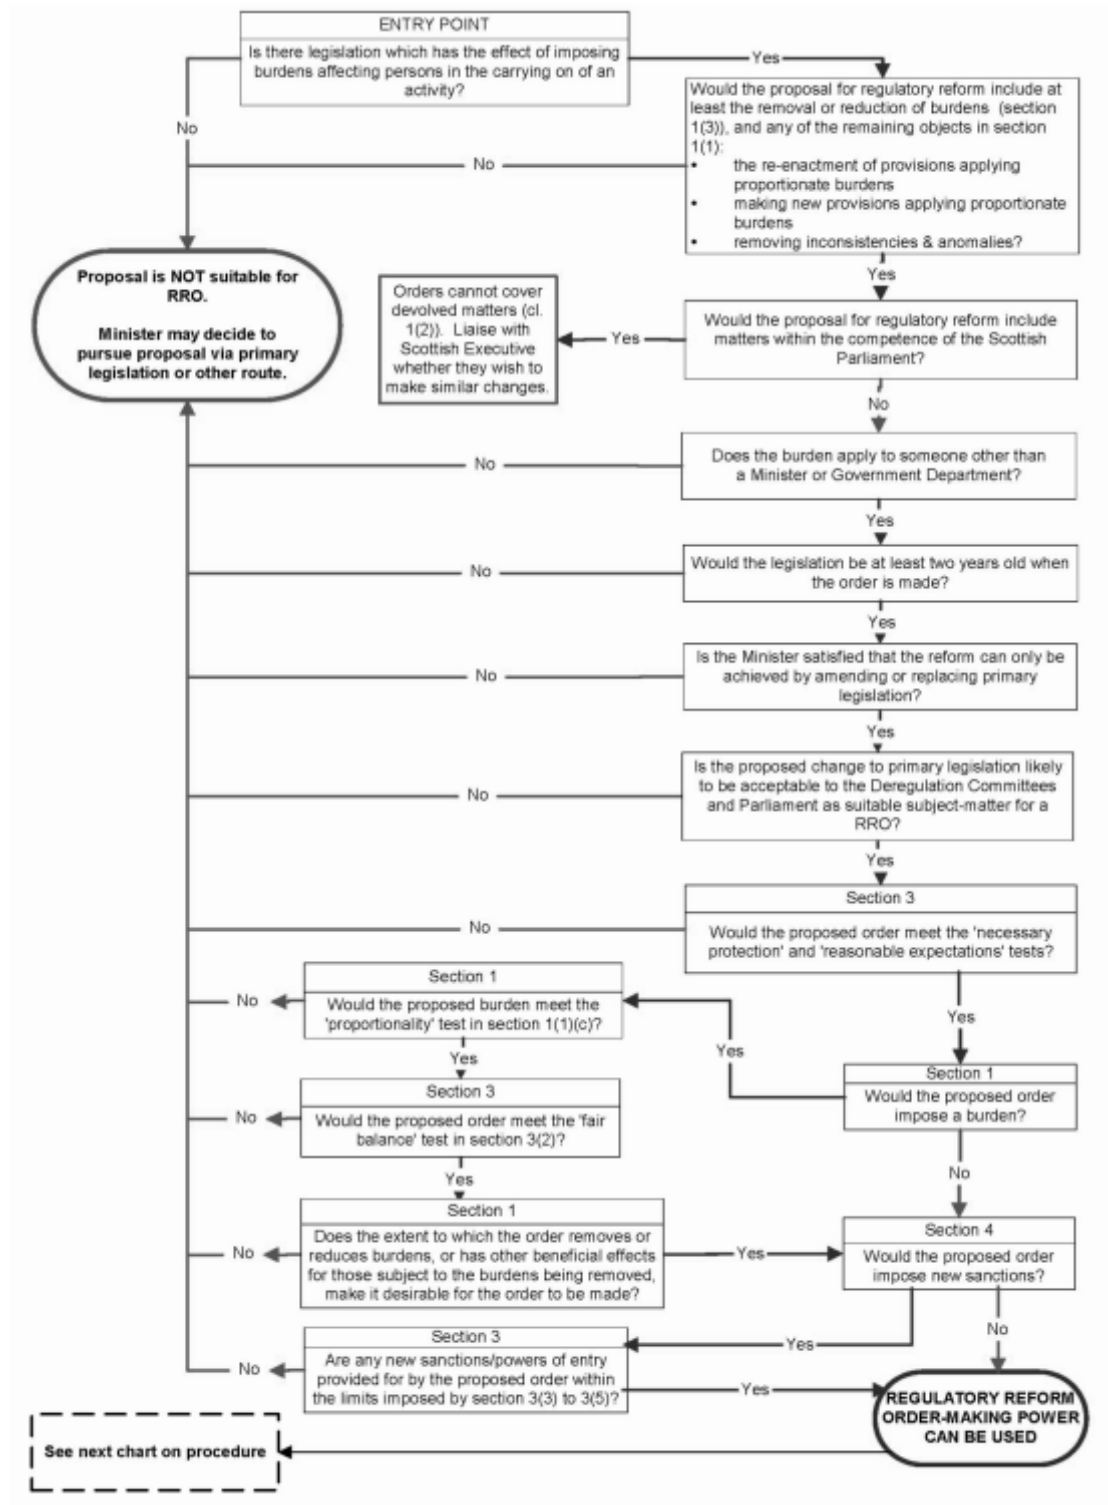 ENTRY POINT
Is there legislation which has the effect of imposing
burdens affecting persons in the carrying on of an
activity?
Yes
No
Would the proposal for regulatory reform include at
least the removal or reduction of burdens (section
1(3)), and any of the remaining objects in section
1(1):
• the re-enactment of provisions applying
proportionate burdens
• making new provisions applying proportionate
burdens
• removing inconsistencies & anomalies?
No
Yes
Proposal is NOT suitable for
RRO.
Minister may decide to
pursue proposal via primary
legislation or other route.
Orders cannot cover
devolved matters (cl.
1(2)). Liaise with
Scottish Executive
whether they wish to
make similar changes.
Yes
Would the proposal for regulatory reform include
matters within the competence of the Scottish
Parliament?
No
Does the burden apply to someone other than
a Minister or Government Department?
No
Yes
Would the legislation be at least two years old when
the order is made?
No
Yes
Is the Minister satisfied that the reform can only be
achieved by amending or replacing primary
legislation?
No
Yes
Is the proposed change to primary legislation likely
to be acceptable to the Deregulation Committees
and Parliament as suitable subject-matter for a
RRO?
No
Yes
Section 3
Would the proposed order meet the 'necessary
protection' and 'reasonable expectations' tests?
No
Yes
Section 1
Would the proposed order
impose a burden?
Yes
No
Section 1
Would the proposed burden meet the
'proportionality' test in section 1(1)(c)?
No
Yes
Section 3
Would the proposed order meet the 'fair
balance' test in section 3(2)?
No
Yes
Section 1
Does the extent to which the order removes or
reduces burdens, or has other beneficial effects
for those subject to the burdens being removed,
make it desirable for the order to be made?
No
Yes
Section 4
Would the proposed order
impose new sanctions?
Yes
No
Section 3
Are any new sanctions/powers of entry
provided for by the proposed order within
the limits imposed by section 3(3) to 3(5)?
No
Yes
REGULATORY REFORM
ORDER-MAKING POWER
CAN BE USED
See next chart on procedure